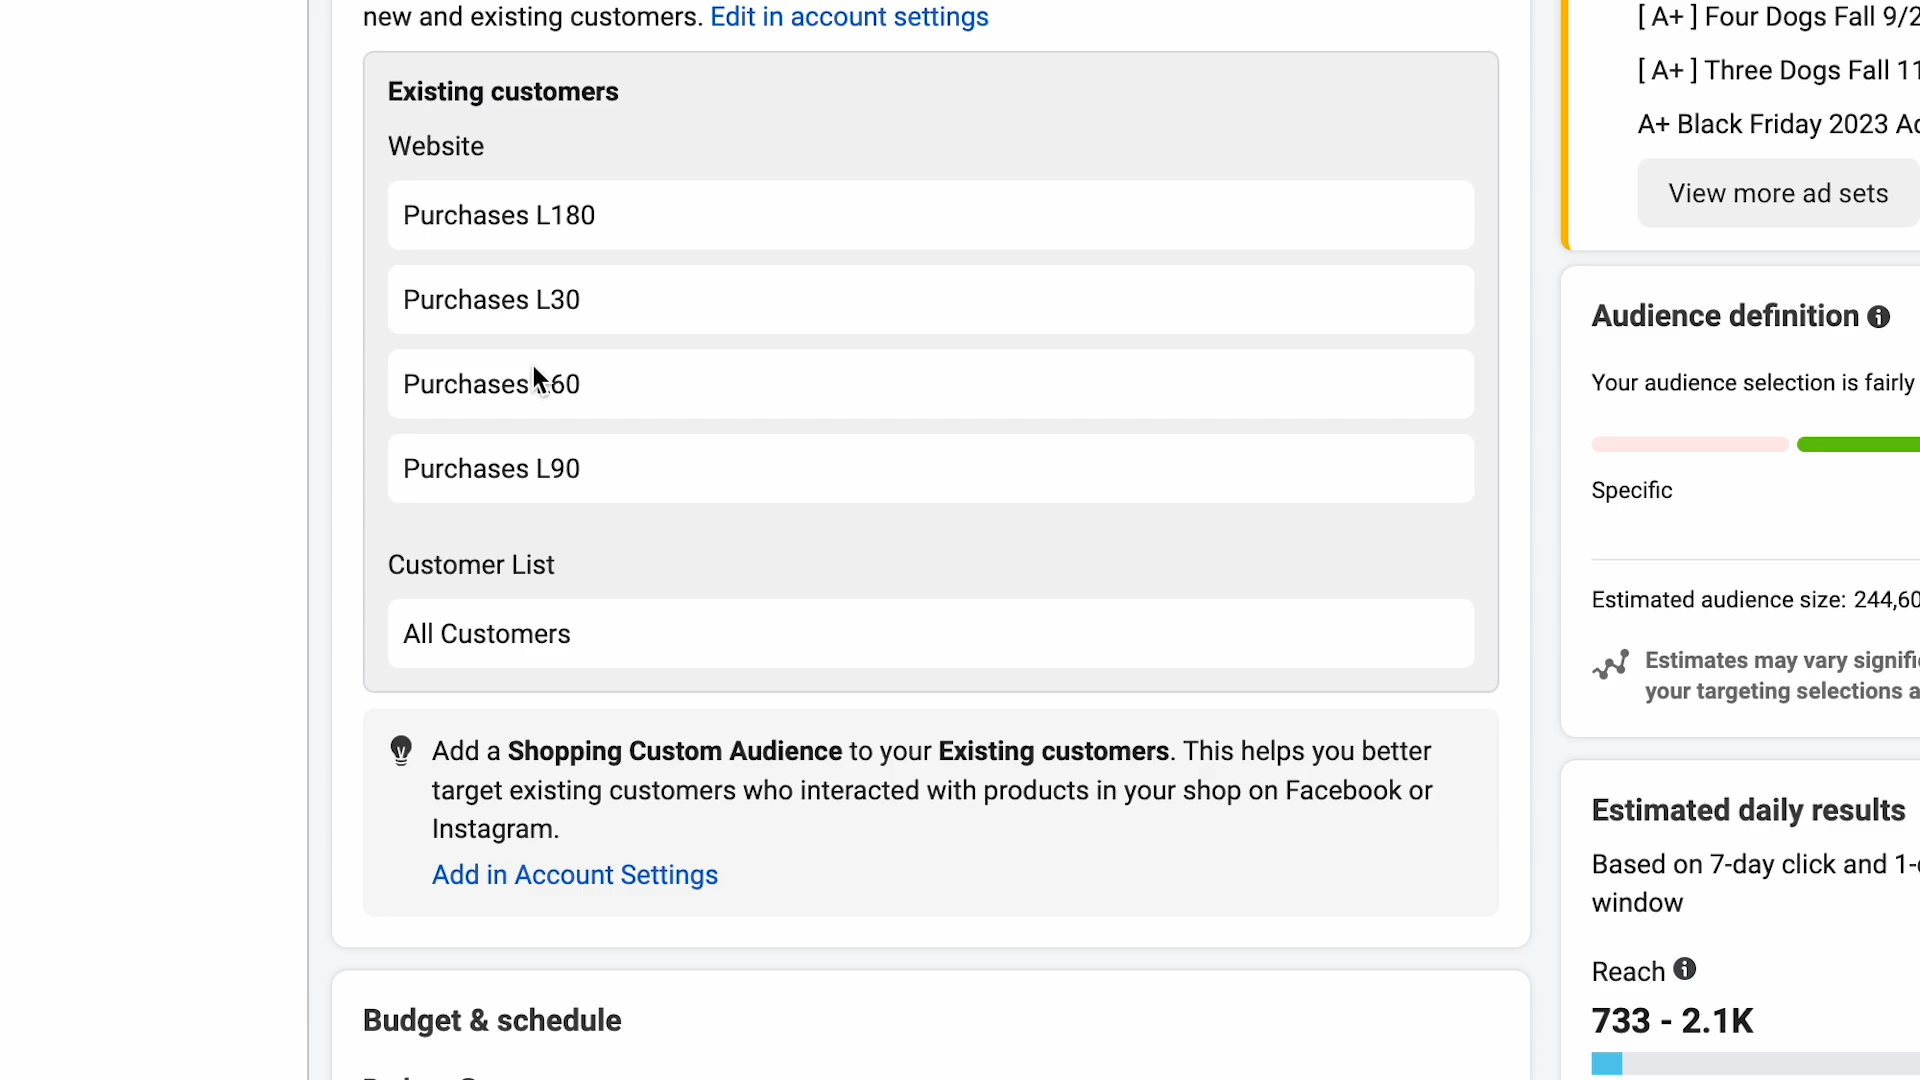 new and existing customers. Edit in account settings
Existing customers
Website
Purchases L180
Purchases L30
Purchases 60
Purchases L90
Customer List
All Customers
Add a Shopping Custom Audience to your Existing customers. This helps you better
target existing customers who interacted with products in your shop on Facebook or
Instagram.
Add in Account Settings
Budget & schedule
[ A+ ] Four Dogs Fall 9/2
[ A+ ] Three Dogs Fall 11
A+ Black Friday 2023
View more ad sets
Audience definition
Your audience selection is fairly
Specific
Estimated audience size: 244,60
Estimates may vary
your targeting selections
Estimated daily results
Based on 7-day click and 1-
window
Reach
733 - 2.1K